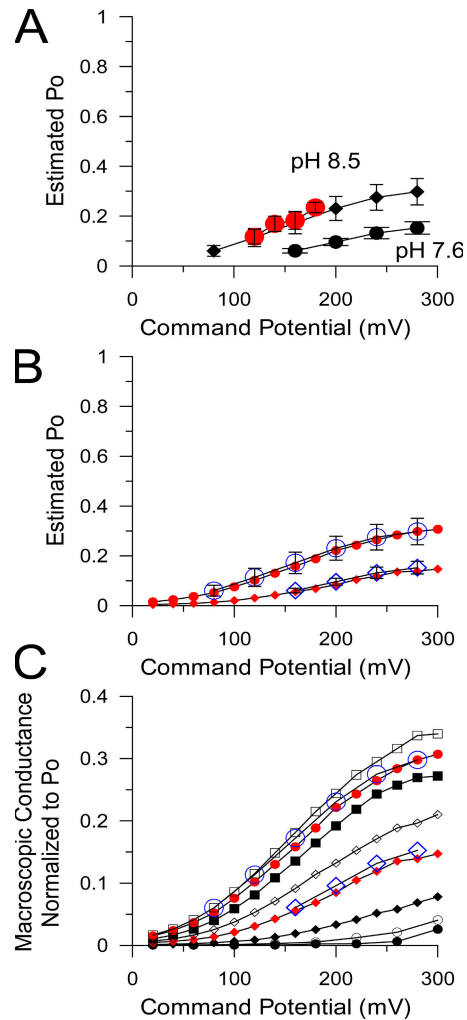 A
1
0.8
0.6
0.4
0.2
0
Estimated Po
pH 8.5
pH 7.6
0
100
200
300
Command Potential (mV)
B
1
0.8
0.6
0.4
0.2
0
Estimated Po
0
100
200
300
Command Potential (mV)
C
0.4
0.3
0.2
0.1
0
Macroscopic Conductance
Normalized to Po
0
100
200
300
Command Potential (mV)